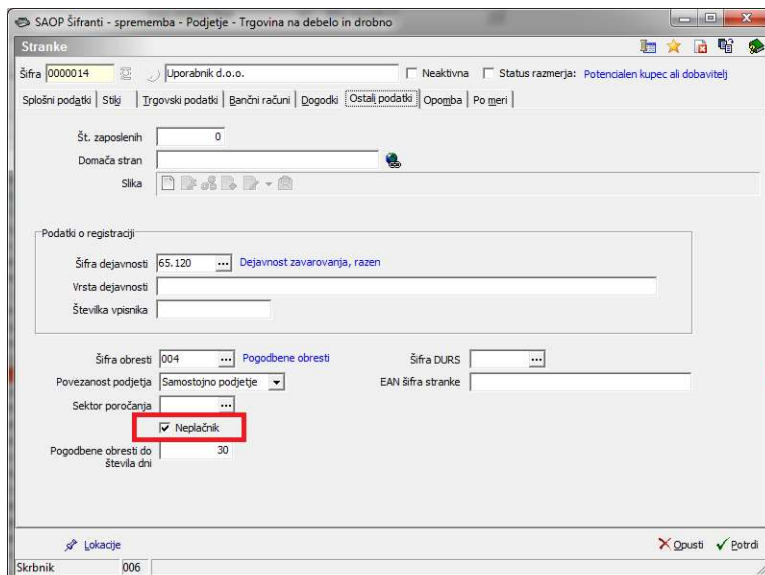 SAOP Šifranti - sprememba - Podjetje - Trgovina na debelo in drobno
Stranke
Šifra 0000014 Uporabnik d.o.o. Neaktivna Status razmerja: Potencialen kupec ali dobavitelj
Splošni podatki Stiki Trgovski podatki Bančni računi Dogodki Ostali podatki Opomba Po meri
Št. zaposlenih 0
Domača stran
Slika
Podatki o registraciji
Šifra dejavnosti 65.120 ... Dejavnost zavarovanja, razen
Vrsta dejavnosti
Številka vpisnika
Šifra obresti 004 ... Pogodbene obresti Šifra DURS ...
Povezanost podjetja Samostojno podjetje EAN šifra stranke
Sektor poročanja ...
Neplačnik
Pogodbene obresti do 30
števila dni
Lokacije Opusti Potrdi
Skrbnik 006